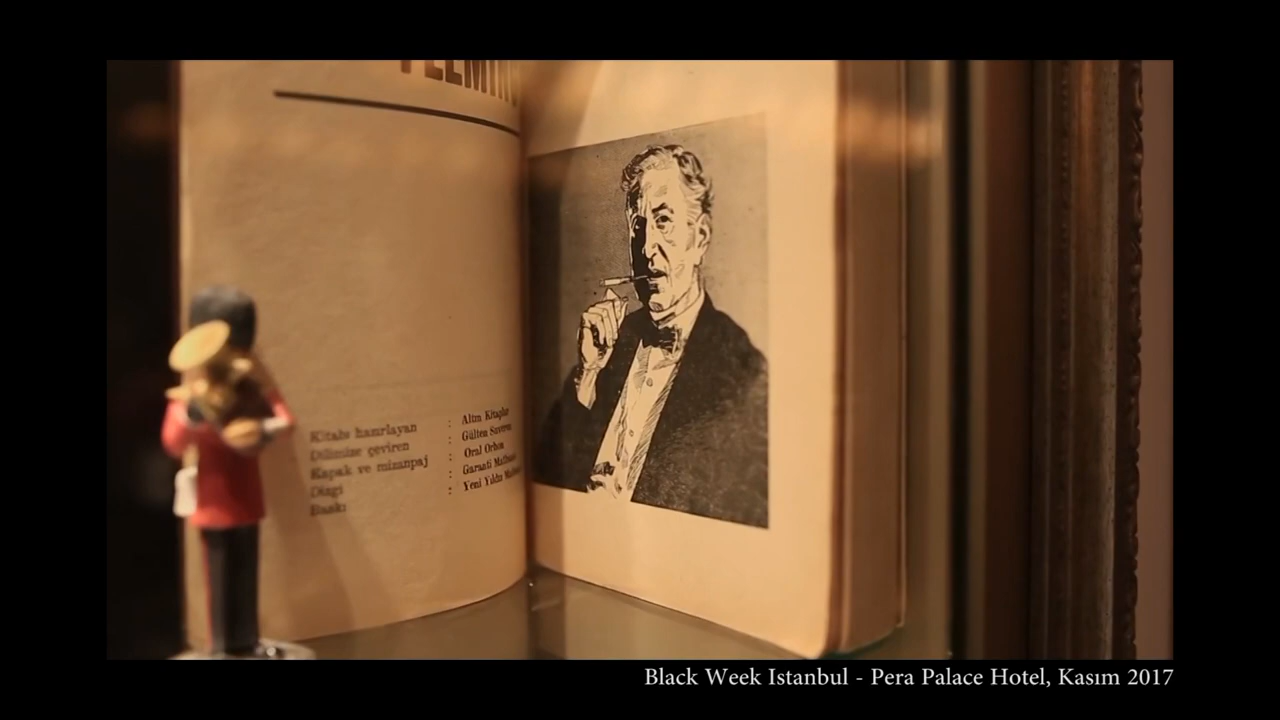 FLEMIN
Kitabı hazırlayan : Altın Kitaplar
Dilimize çeviren : Gülten Suveren
Kapak ve mizanpaj : Oral Orhon
Dizgi : Garanti Matbaası
Baskı : Yeni Yıldız
Black Week Istanbul - Pera Palace Hotel, Kasım 2017